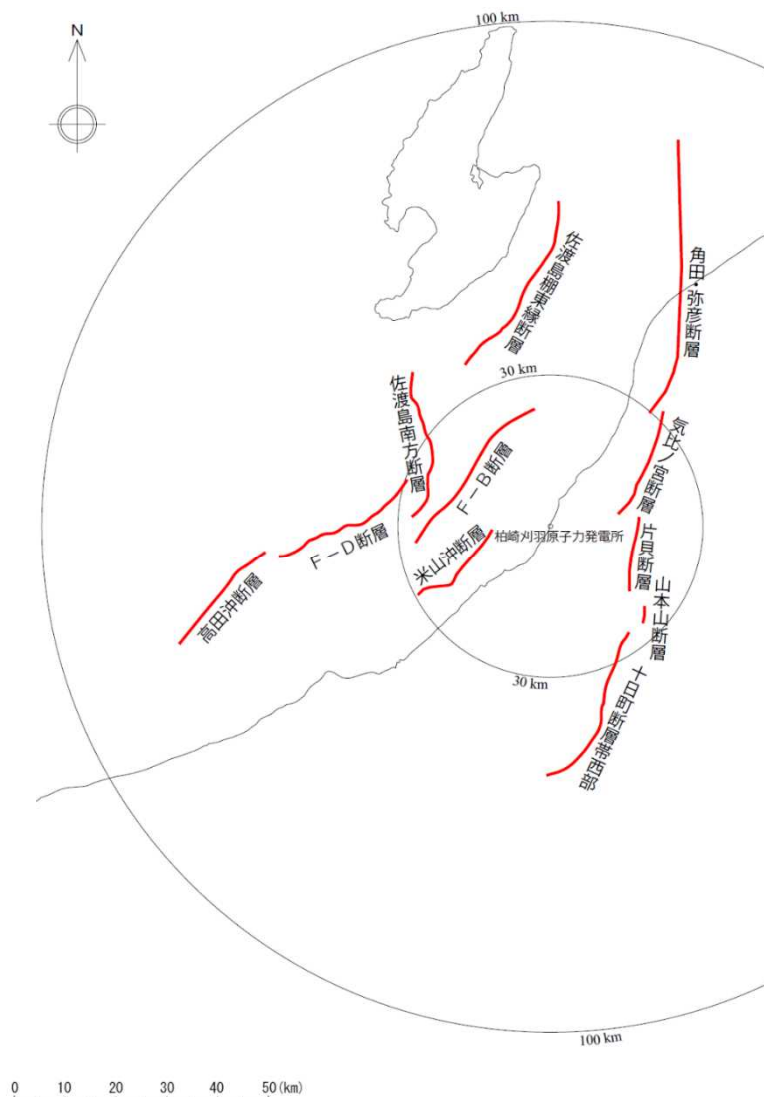 100 km
N
佐渡島棚東縁断層
角田・弥彦断層
30 km
佐渡島南方断層
F－B断層
気比ノ宮断層
柏崎刈羽原子力発電所
片貝断層
F－D断層
米山沖断層
高田沖断層
山本山断層
30 km
十日町断層帯西部
100 km
0 10 20 30 40 50(km)